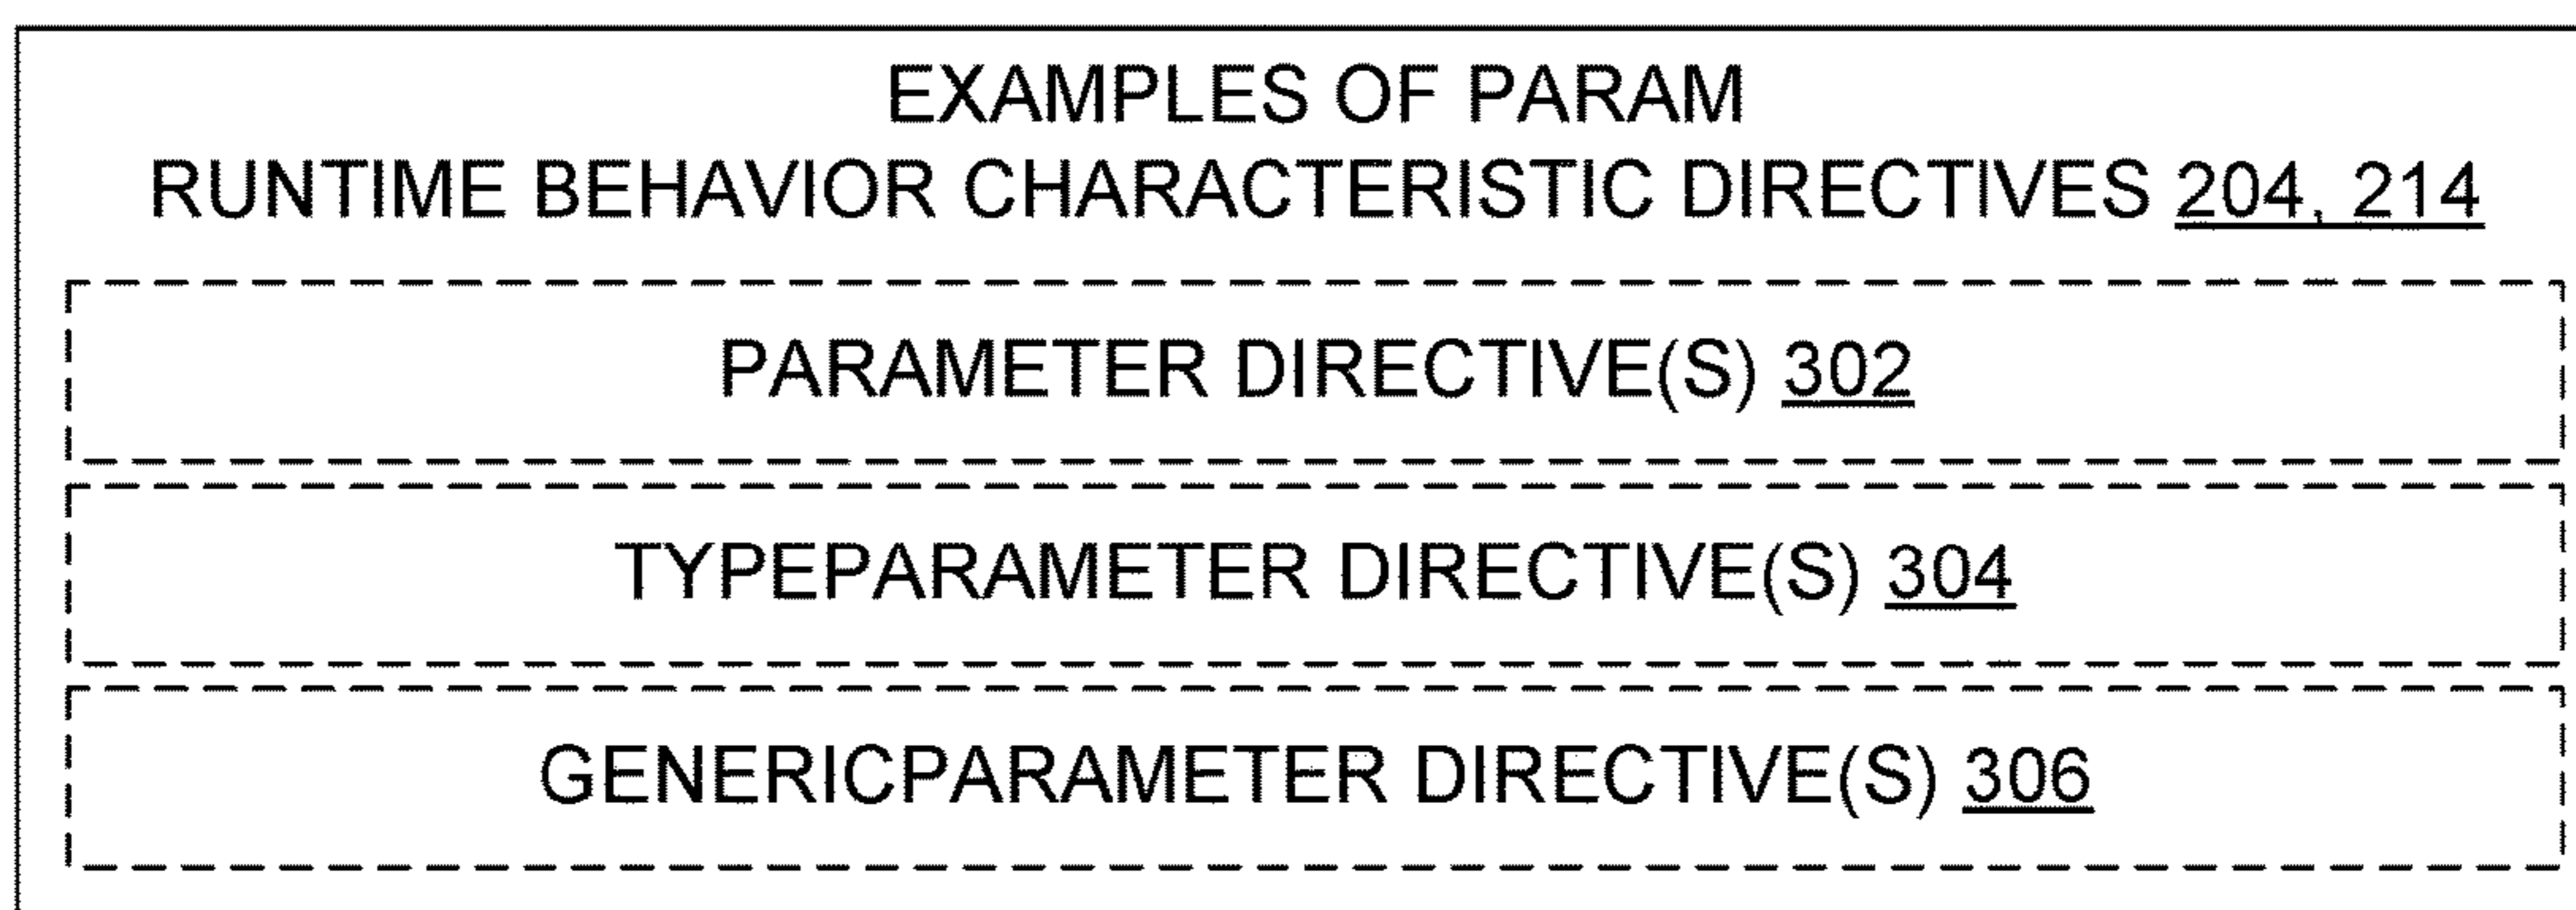 EXAMPLES OF PARAM
RUNTIME BEHAVIOR CHARACTERISTIC DIRECTIVES 204, 214
PARAMETER DIRECTIVE(S) 302
TYPEPARAMETER DIRECTIVE(S) 304
GENERICPARAMETER DIRECTIVE(S) 306